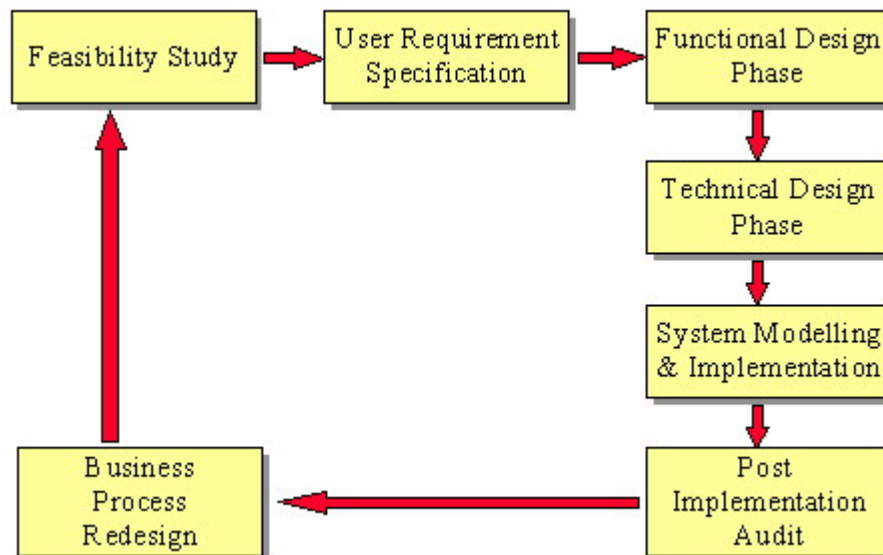 Feasibility Study
User Requirement
Specification
Functional Design
Phase
Technical Design
Phase
System Modelling
& Implementation
Post
Implementation
Audit
Business
Process
Redesign